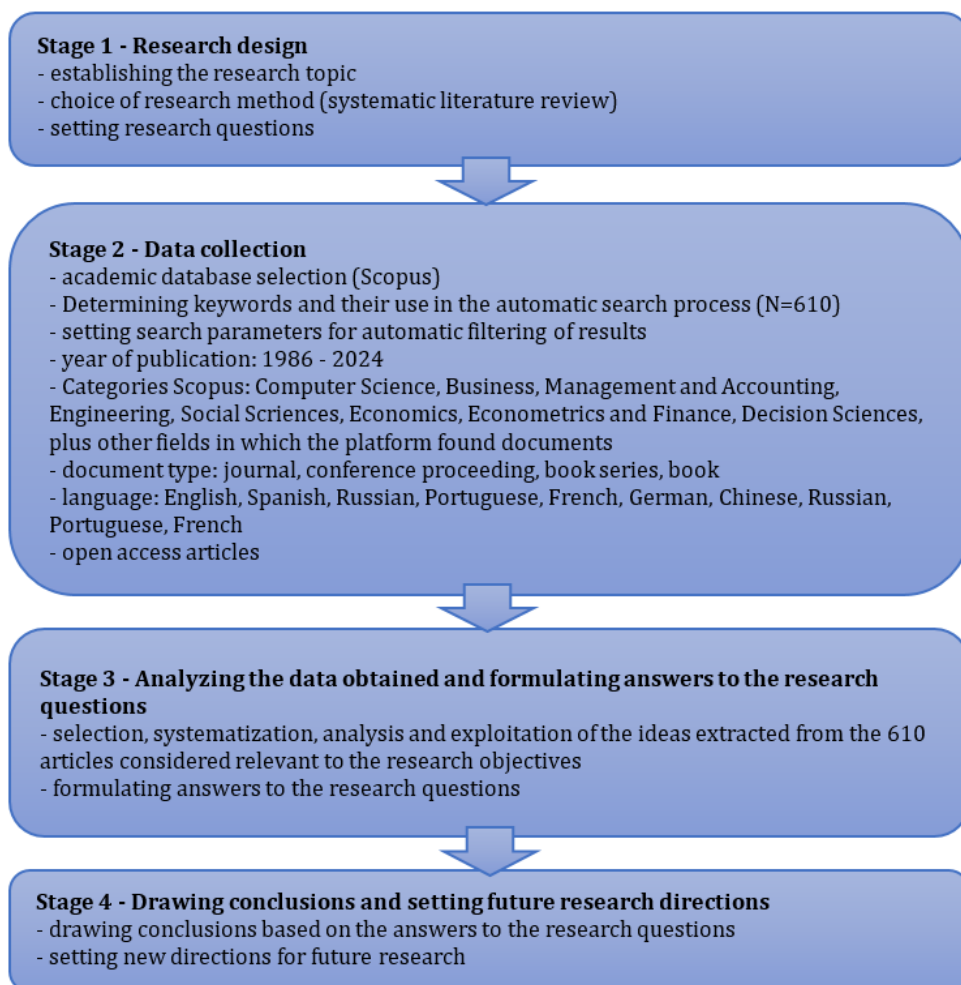 Stage 1 - Research design
- establishing the research topic
- choice of research method (systematic literature review)
- setting research questions
Stage 2 - Data collection
- academic database selection (Scopus)
- Determining keywords and their use in the automatic search process (N=610)
- setting search parameters for automatic filtering of results
- year of publication: 1986 - 2024
- Categories Scopus: Computer Science, Business, Management and Accounting,
Engineering, Social Scriences, Economics, Econometrics and Finance, Decision Sciences,
plus other fields in which the platform found documents
- document type: journal, conference proceeding, book series, book
- language: English, Spanish, Russian, Portuguese, French, German, Chinese, Russian,
Portuguese, French
- open access articles
Stage 3 - Analyzing the data obtained and formulating answers to the research
questions
- selection, systematization, analysis and exploitation of the ideas extracted from the 610
articles considered relevant to the research objectives
- formulating answers to the research questions
Stage 4 - Drawing conclusions and setting future research directions
- drawing conclusions based on the answers to the research questions
- setting new directions for future research